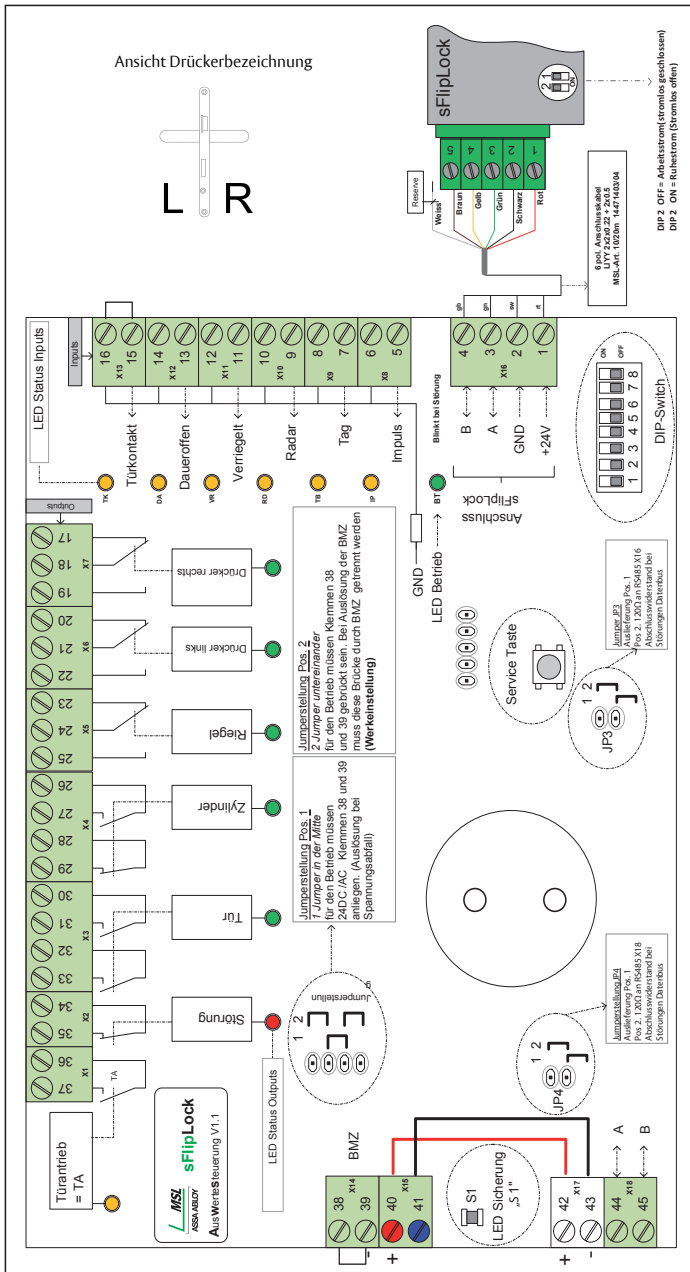 Ansicht Drückerbezeichnung
L R
sFlipLock
2 1
ON
5
4
3
2
1
Reserve
Weiss
Braun
Gelb
Grün
Schwarz
Rot
DIP 2 OFF= Arbeitsstrom(stromlos geschlossen)
DIP 2 ON = Ruhestrom (Stromlos offen)
6 pol. Anschlusskabel
LiYY 2x2x0.22 + 2x0.5
MSL-Art. 10/20m 14471403/04
gb
gn
sw
rt
LED Status Inputs
Inputs
16
15
X13
14
13
X12
12
11
X11
10
9
X10
8
7
X9
6
5
X8
4
3
2
1
X16
TK
DA
VR
RD
TB
IP
BT
Türkontakt
Daueroffen
Verriegelt
Radar
Tag
Impuls
Blinkt bei Störung
B
A
GND
+24V
Anschluss
sFlipLock
GND
LED Betrieb
ON
OFF
1 2 3 4 5 6 7 8
DIP-Switch
Outputs
17
18
19
X7
20
21
22
X6
23
24
25
X5
26
27
28
29
X4
30
31
32
33
X3
34
35
X2
36
37
X1
TA
Drücker rechts
Drücker links
Riegel
Zylinder
Tür
Störung
Türantrieb
= TA
LED Status Outputs
Jumperstellung Pos. 2
2 Jumper untereinander
für den Betrieb müssen Klemmen 38
und 39 gebrückt sein. Bei Auslösung der BMZ
muss diese Brücke durch BMZ getrennt werden
(Werkeinstellung)
Jumperstellung Pos. 1
1 Jumper in der Mitte
für den Betrieb müssen
24DC /AC Klemmen 38 und 39
anliegen. (Auslösung bei
Spannungsabfall)
Jumperstellun
g
1 2
Service Taste
Jumper JP3
Auslieferung Pos. 1
Pos 2. 120Ω an RS485 X16
Abschlusswiderstand bei
Störungen Datenbus
1 2
JP3
Jumperstellung JP4
Auslieferung Pos. 1
Pos 2. 120Ω an RS485 X18
Abschlusswiderstand bei
Störungen Datenbus
1 2
JP4
MSL sFlipLock
ASSA ABLOY
AusWerteSteuerung V1.1
BMZ
38
39
X14
-
+
40
41
X15
S1
LED Sicherung
„S 1"
+
-
42
43
X17
44
45
X18
A
B